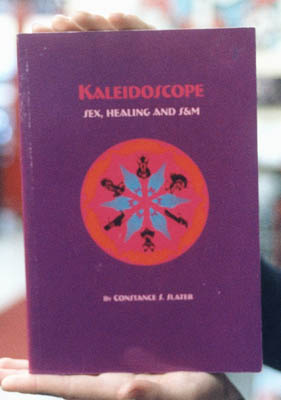 KALEIDOSCOPE
SEX, HEALING AND S&M
BY CONSTANCE S. SLATER